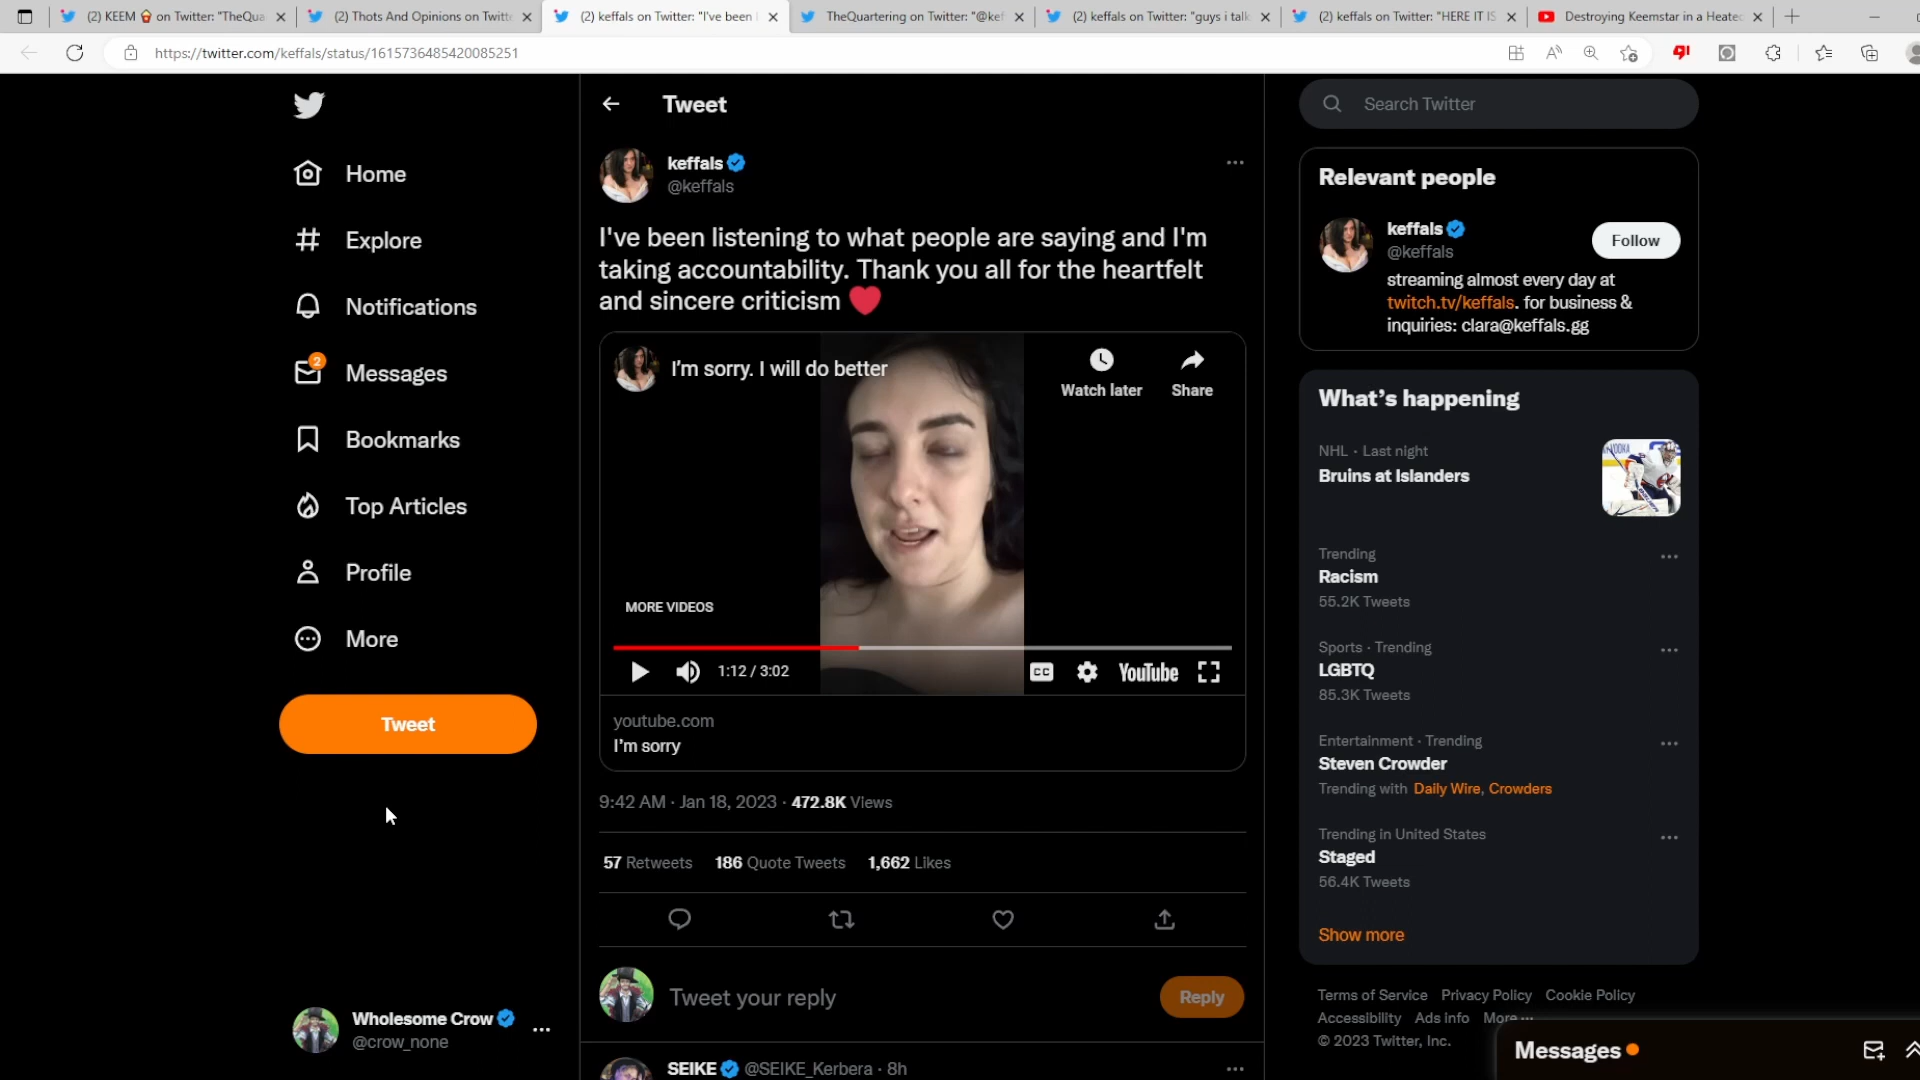 (2) KEEM 🍿 on Twitter: "TheQua
(2) Thots And Opinions on Twitte
(2) keffals on Twitter: "I've been l
TheQuartering on Twitter: "@kef
(2) keffals on Twitter: "guys i talk
(2) keffals on Twitter: "HERE IT IS
Destroying Keemstar in a Heated
https://twitter.com/keffals/status/1615736485420085251
Home
Explore
Notifications
2
Messages
Bookmarks
Top Articles
Profile
More
Tweet
Wholesome Crow
@crow_none
Tweet
keffals
@keffals
I've been listening to what people are saying and I'm
taking accountability. Thank you all for the heartfelt
and sincere criticism ❤️
I'm sorry. I will do better
Watch later
Share
MORE VIDEOS
1:12 / 3:02
CC
YouTube
youtube.com
I'm sorry
9:42 AM · Jan 18, 2023 · 472.8K Views
57 Retweets 186 Quote Tweets 1,662 Likes
Tweet your reply
Reply
SEIKE @SEIKE_Kerbera · 8h
Search Twitter
Relevant people
keffals
@keffals
Follow
streaming almost every day at
twitch.tv/keffals. for business &
inquiries: clara@keffals.gg
What's happening
NHL · Last night
Bruins at Islanders
Trending
Racism
55.2K Tweets
Sports · Trending
LGBTQ
85.3K Tweets
Entertainment · Trending
Steven Crowder
Trending with Daily Wire, Crowders
Trending in United States
Staged
56.4K Tweets
Show more
Terms of Service Privacy Policy Cookie Policy
Accessibility Ads info More ...
© 2023 Twitter, Inc.
Messages